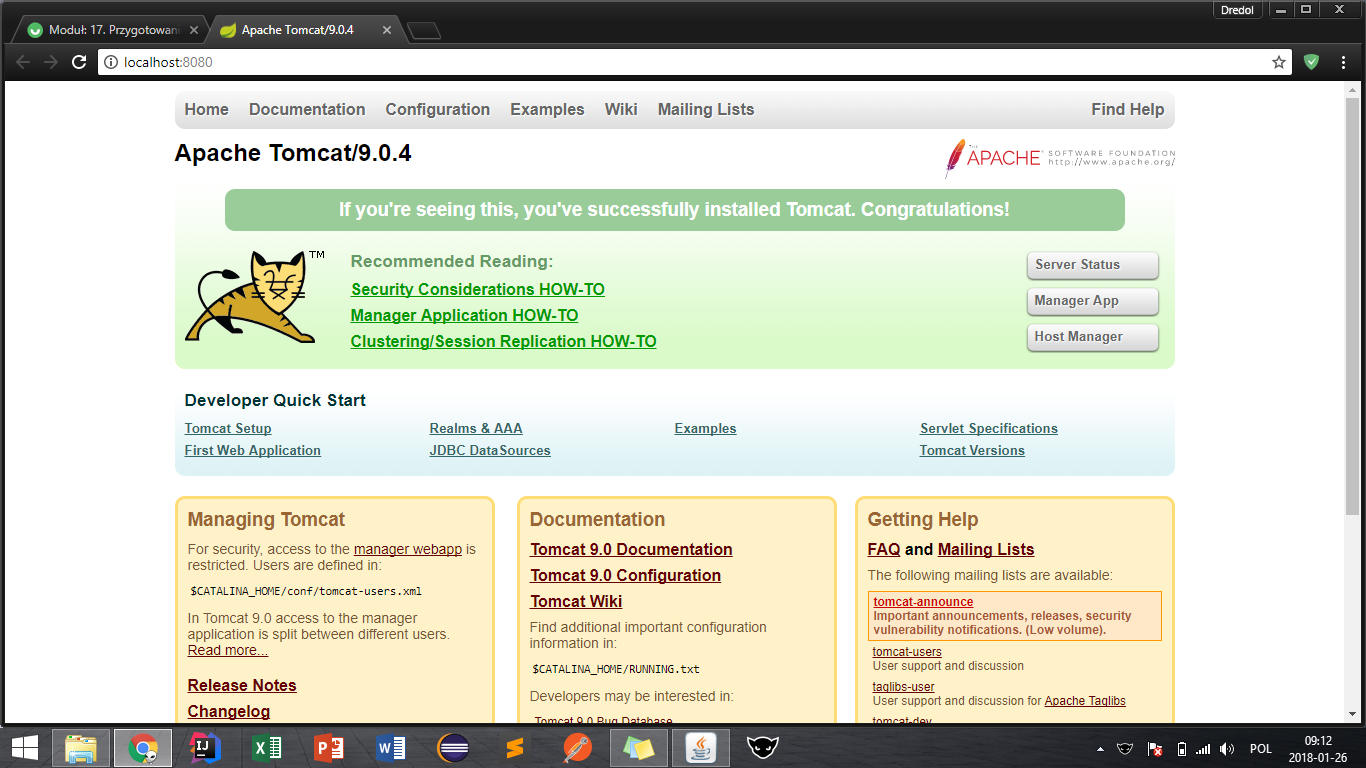 Dredol
Moduł: 17. Przygotowani
Apache Tomcat/9.0.4
localhost:8080
Home Documentation Configuration Examples Wiki Mailing Lists Find Help
Apache Tomcat/9.0.4
THE APACHE SOFTWARE FOUNDATION
http://www.apache.org/
If you're seeing this, you've successfully installed Tomcat. Congratulations!
TM
Recommended Reading:
Security Considerations HOW-TO
Manager Application HOW-TO
Clustering/Session Replication HOW-TO
Server Status
Manager App
Host Manager
Developer Quick Start
Tomcat Setup
First Web Application
Realms & AAA
JDBC DataSources
Examples
Servlet Specifications
Tomcat Versions
Managing Tomcat
For security, access to the manager webapp is
restricted. Users are defined in:
$CATALINA_HOME/conf/tomcat-users.xml
In Tomcat 9.0 access to the manager
application is split between different users.
Read more...
Release Notes
Changelog
Documentation
Tomcat 9.0 Documentation
Tomcat 9.0 Configuration
Tomcat Wiki
Find additional important configuration
information in:
$CATALINA_HOME/RUNNING.txt
Developers may be interested in:
Tomcat 9.0 Bug Database
Getting Help
FAQ and Mailing Lists
The following mailing lists are available:
tomcat-announce
Important announcements, releases, security
vulnerability notifications. (Low volume).
tomcat-users
User support and discussion
taglibs-user
User support and discussion for Apache Taglibs
tomcat-dev
POL
09:12
2018-01-26